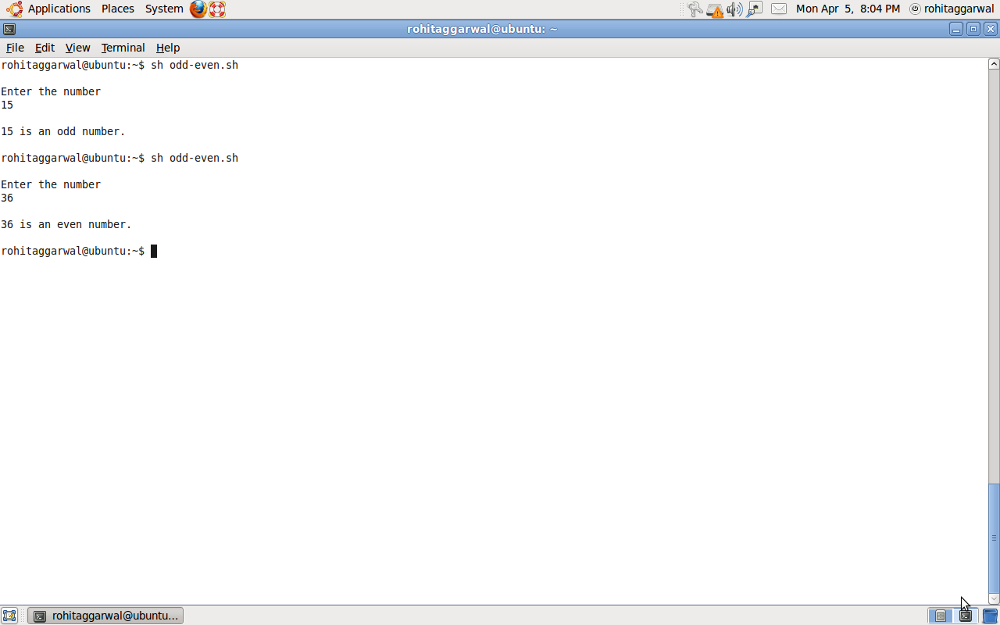 Applications Places System Mon Apr 5, 8:04 PM rohitaggarwal
rohitaggarwal@ubuntu: ~
File Edit View Terminal Help
rohitaggarwal@ubuntu:~$ sh odd-even.sh
Enter the number
15
15 is an odd number.
rohitaggarwal@ubuntu:~$ sh odd-even.sh
Enter the number
36
36 is an even number.
rohitaggarwal@ubuntu:~$
rohitaggarwal@ubuntu...